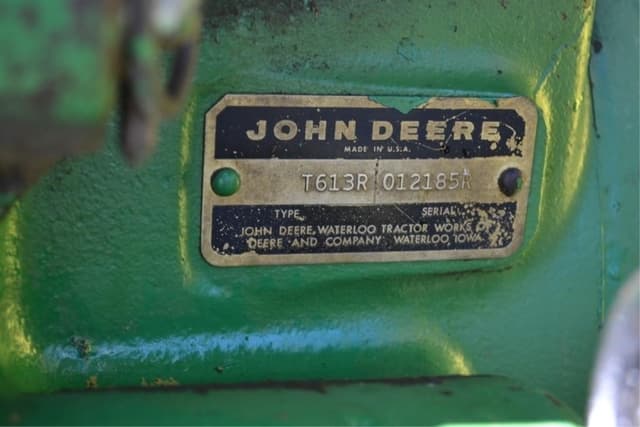 JOHN DEERE
MADE IN U.S.A.
T613R 012185R
TYPE SERIAL
JOHN DEERE, WATERLOO TRACTOR WORKS OF
DEERE AND COMPANY WATERLOO, IOWA